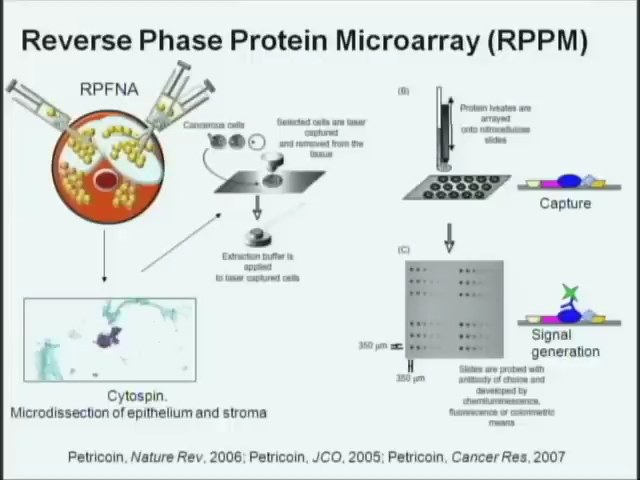 Reverse Phase Protein Microarray (RPPM)
RPFNA
Cancerous cells
Selected cells are laser
captured
and removed from the
tissue
Extraction buffer is
applied
to laser captured cells
Cytospin.
Microdissection of epithelium and stroma
(B)
Protein lysates are
arrayed
onto nitrocellulose
slides
Capture
(C)
350 µm
350 µm
Signal
generation
Slides are probed with
antibody of choice and
developed by
chemiluminescence,
fluorescence or colorimetric
means
Petricoin, Nature Rev, 2006; Petricoin, JCO, 2005; Petricoin, Cancer Res, 2007